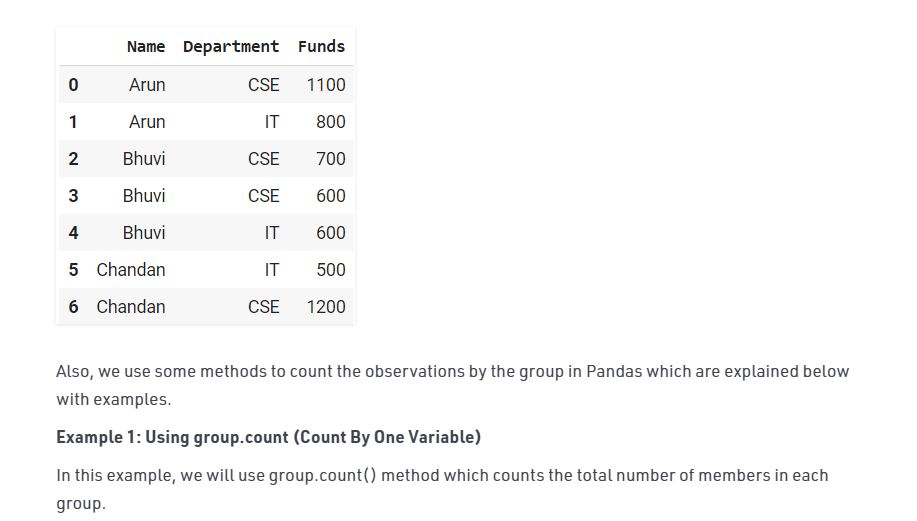 Name Department Funds
0 Arun CSE 1100
1 Arun IT 800
2 Bhuvi CSE 700
3 Bhuvi CSE 600
4 Bhuvi IT 600
5 Chandan IT 500
6 Chandan CSE 1200
Also, we use some methods to count the observations by the group in Pandas which are explained below
with examples.
Example 1: Using group.count (Count By One Variable)
In this example, we will use group.count() method which counts the total number of members in each
group.